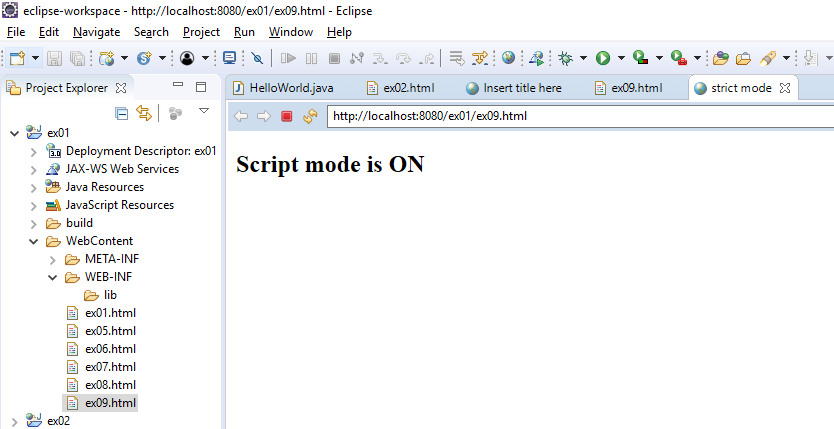 eclipse-workspace - http://localhost:8080/ex01/ex09.html - Eclipse
File Edit Navigate Search Project Run Window Help
Project Explorer
HelloWorld.java ex02.html Insert title here ex09.html strict mode
http://localhost:8080/ex01/ex09.html
Script mode is ON
ex01
3.0 Deployment Descriptor: ex01
JAX-WS Web Services
Java Resources
JavaScript Resources
build
WebContent
META-INF
WEB-INF
lib
ex01.html
ex05.html
ex06.html
ex07.html
ex08.html
ex09.html
ex02